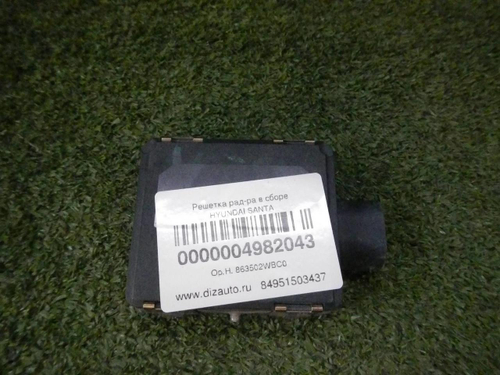 Решетка рад-ра в сборе
HYUNDAI SANTA
0000004982043
Ор.Н. 863502WBC0
www.dizauto.ru 84951503437